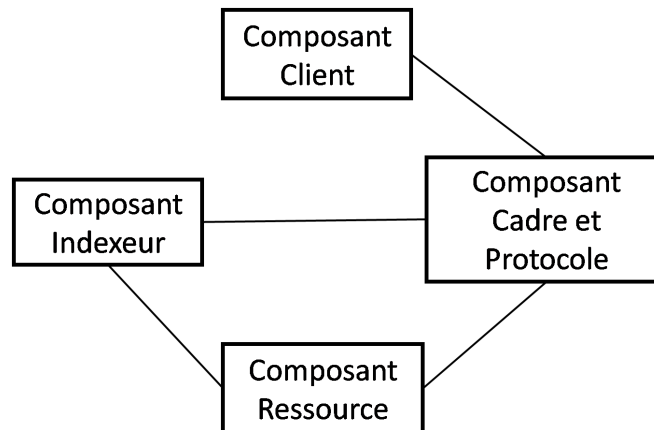 Composant
Client
Composant
Indexeur
Composant
Cadre et
Protocole
Composant
Ressource